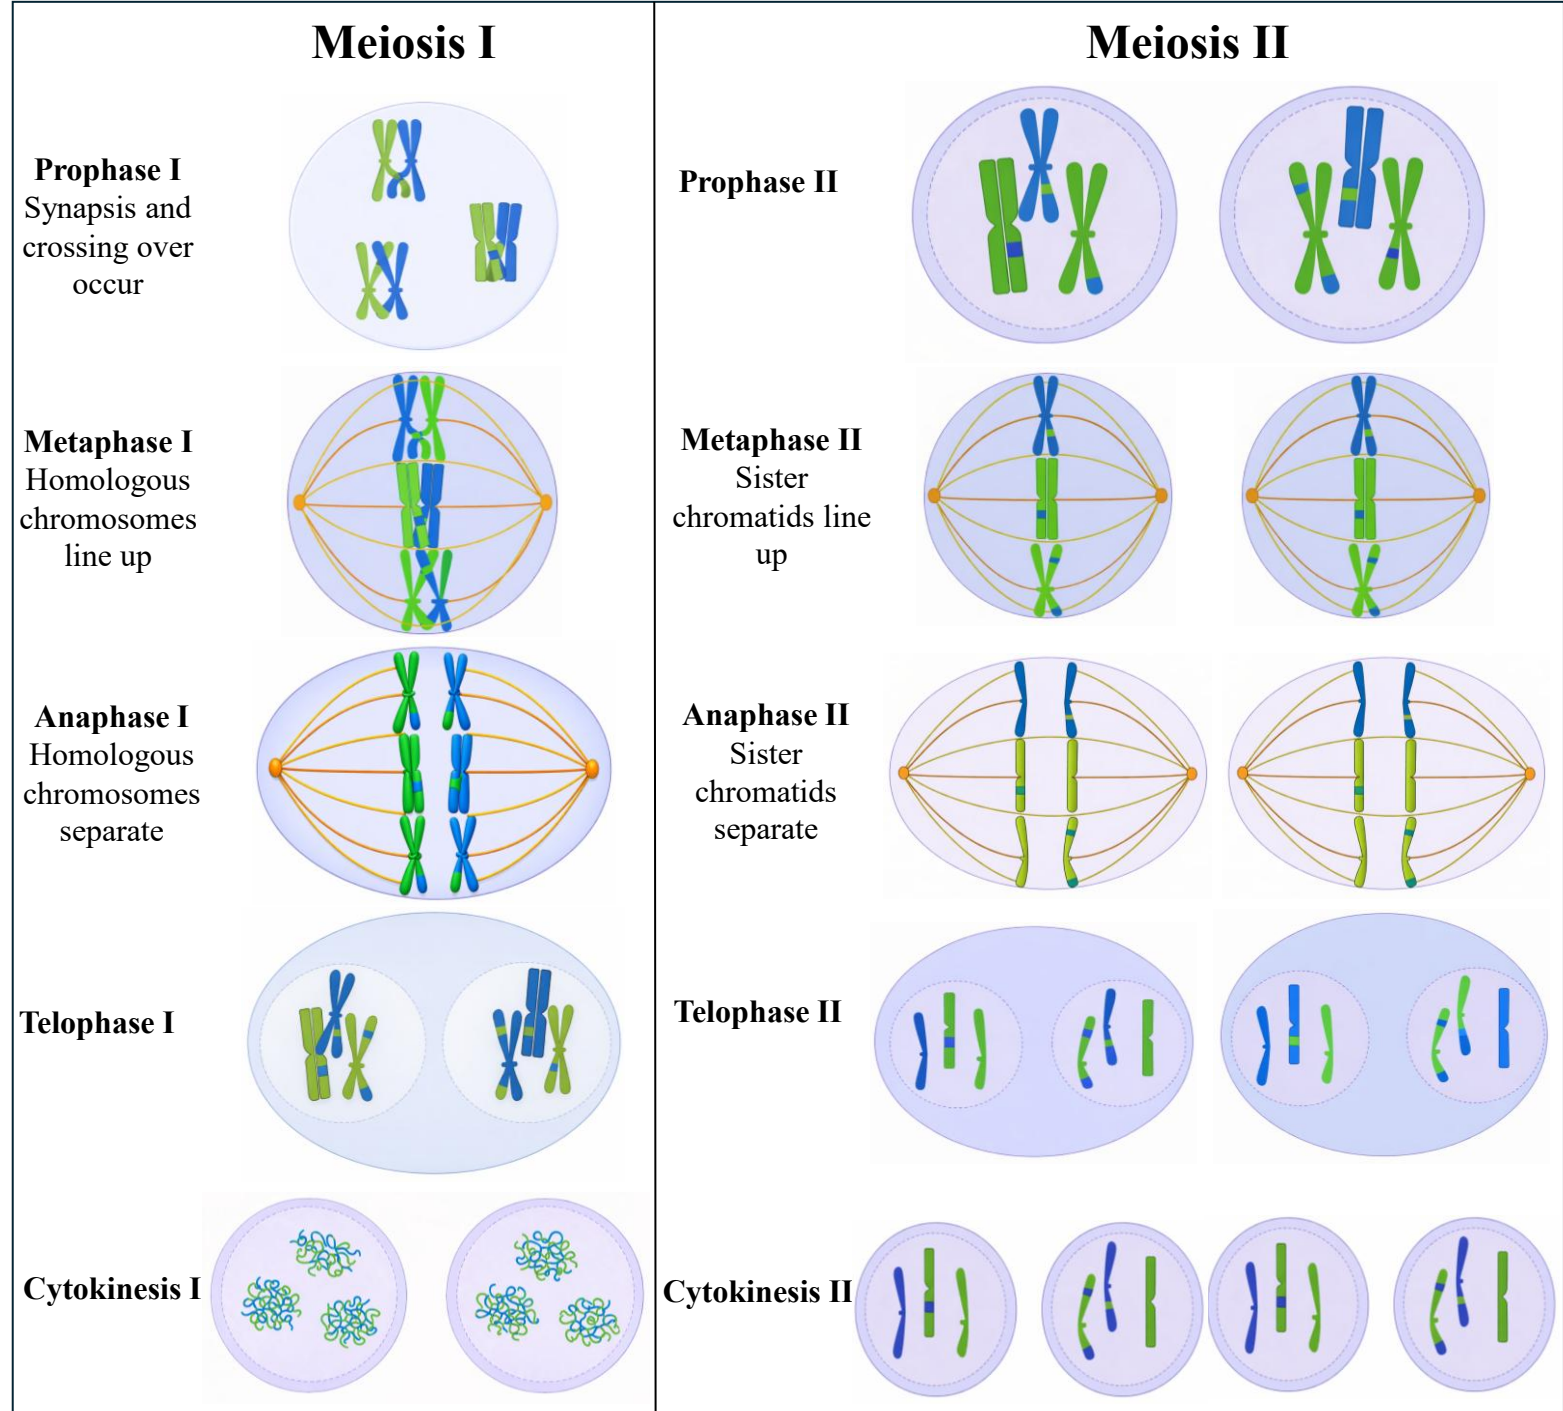 Meiosis I
Prophase I
Synapsis and
crossing over
occur
Metaphase I
Homologous
chromosomes
line up
Anaphase I
Homologous
chromosomes
separate
Telophase I
Cytokinesis I
Meiosis II
Prophase II
Metaphase II
Sister
chromatids line
up
Anaphase II
Sister
chromatids
separate
Telophase II
Cytokinesis II